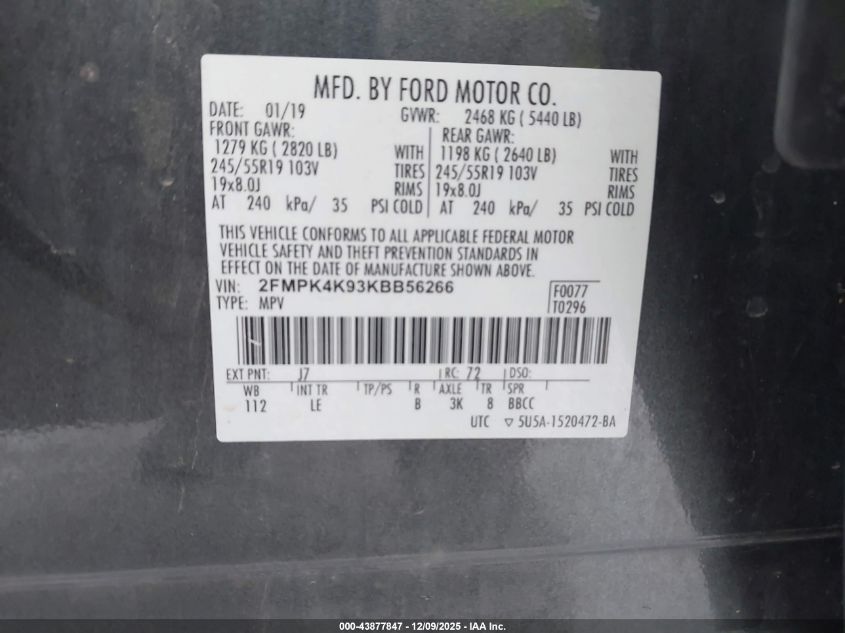 MFD. BY FORD MOTOR CO.
DATE: 01/19 GVWR: 2468 KG ( 5440 LB)
FRONT GAWR: REAR GAWR:
1279 KG ( 2820 LB) WITH 1198 KG ( 2640 LB) WITH
245/55R19 103V TIRES 245/55R19 103V TIRES
19x8.0J RIMS 19x8.0J RIMS
AT 240 kPa/ 35 PSI COLD AT 240 kPa/ 35 PSI COLD
THIS VEHICLE CONFORMS TO ALL APPLICABLE FEDERAL MOTOR
VEHICLE SAFETY AND THEFT PREVENTION STANDARDS IN
EFFECT ON THE DATE OF MANUFACTURE SHOWN ABOVE.
VIN: 2FMPK4K93KBB56266 F0077
TYPE: MPV T0296
EXT PNT: J7 RC: 72 DSO:
WB INT TR TP/PS R AXLE TR SPR
112 LE B 3K 8 BBCC
UTC ▽ 5U5A-1520472-BA
000-43877847 - 12/09/2025 - IAA Inc.